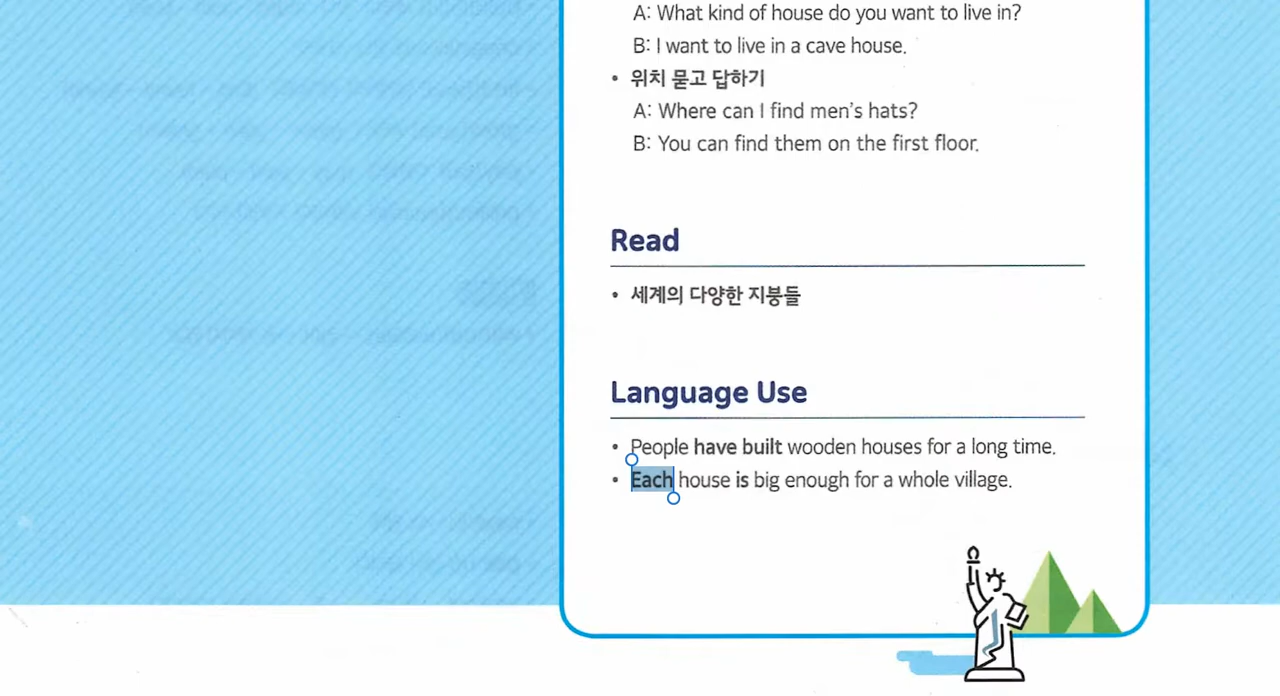 A: What kind of house do you want to live in?
B: I want to live in a cave house.
• 위치 묻고 답하기
A: Where can I find men's hats?
B: You can find them on the first floor.
Read
• 세계의 다양한 지붕들
Language Use
• People have built wooden houses for a long time.
• Each house is big enough for a whole village.